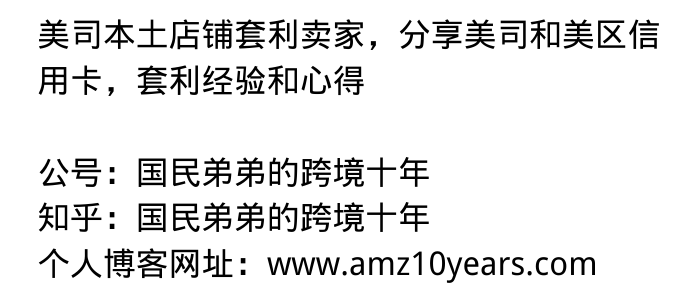 美司本土店铺套利卖家，分享美司和美区信
用卡，套利经验和心得
公号：国民弟弟的跨境十年
知乎：国民弟弟的跨境十年
个人博客网址：www.amz10years.com